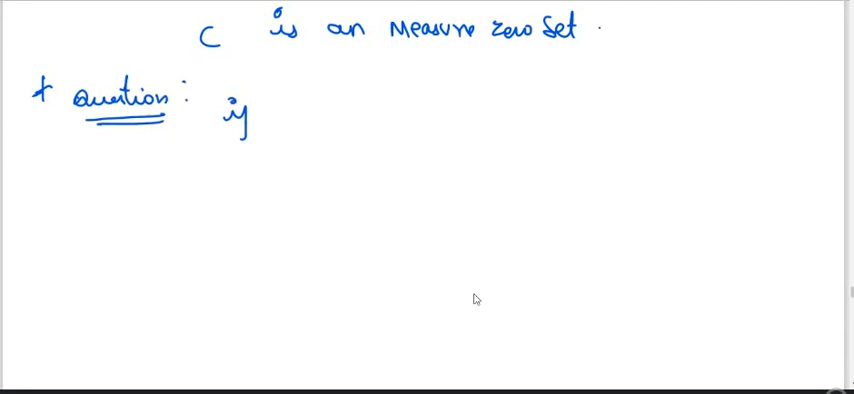 C is an Measure zero set .
* Question : if